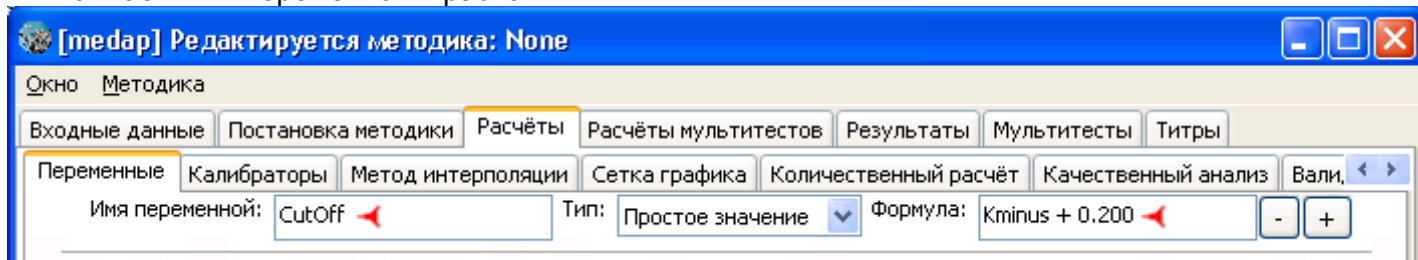 [medap] Редактируется методика: None
Окно Методика
Входные данные Постановка методики Расчёты Расчёты мультитестов Результаты Мультитесты Титры
Переменные Калибраторы Метод интерполяции Сетка графика Количественный расчёт Качественный анализ Вали,
Имя переменной: CutOff Тип: Простое значение Формула: Kminus + 0.200 - +